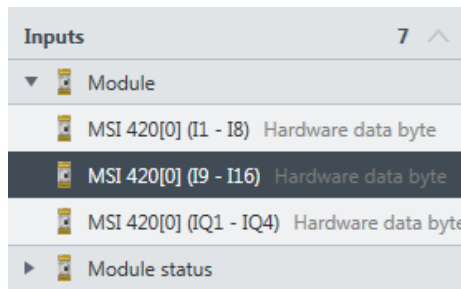 Inputs 7
Module
MSI 420[0] (I1 - I8) Hardware data byte
MSI 420[0] (I9 - I16) Hardware data byte
MSI 420[0] (IQ1 - IQ4) Hardware data byte
Module status